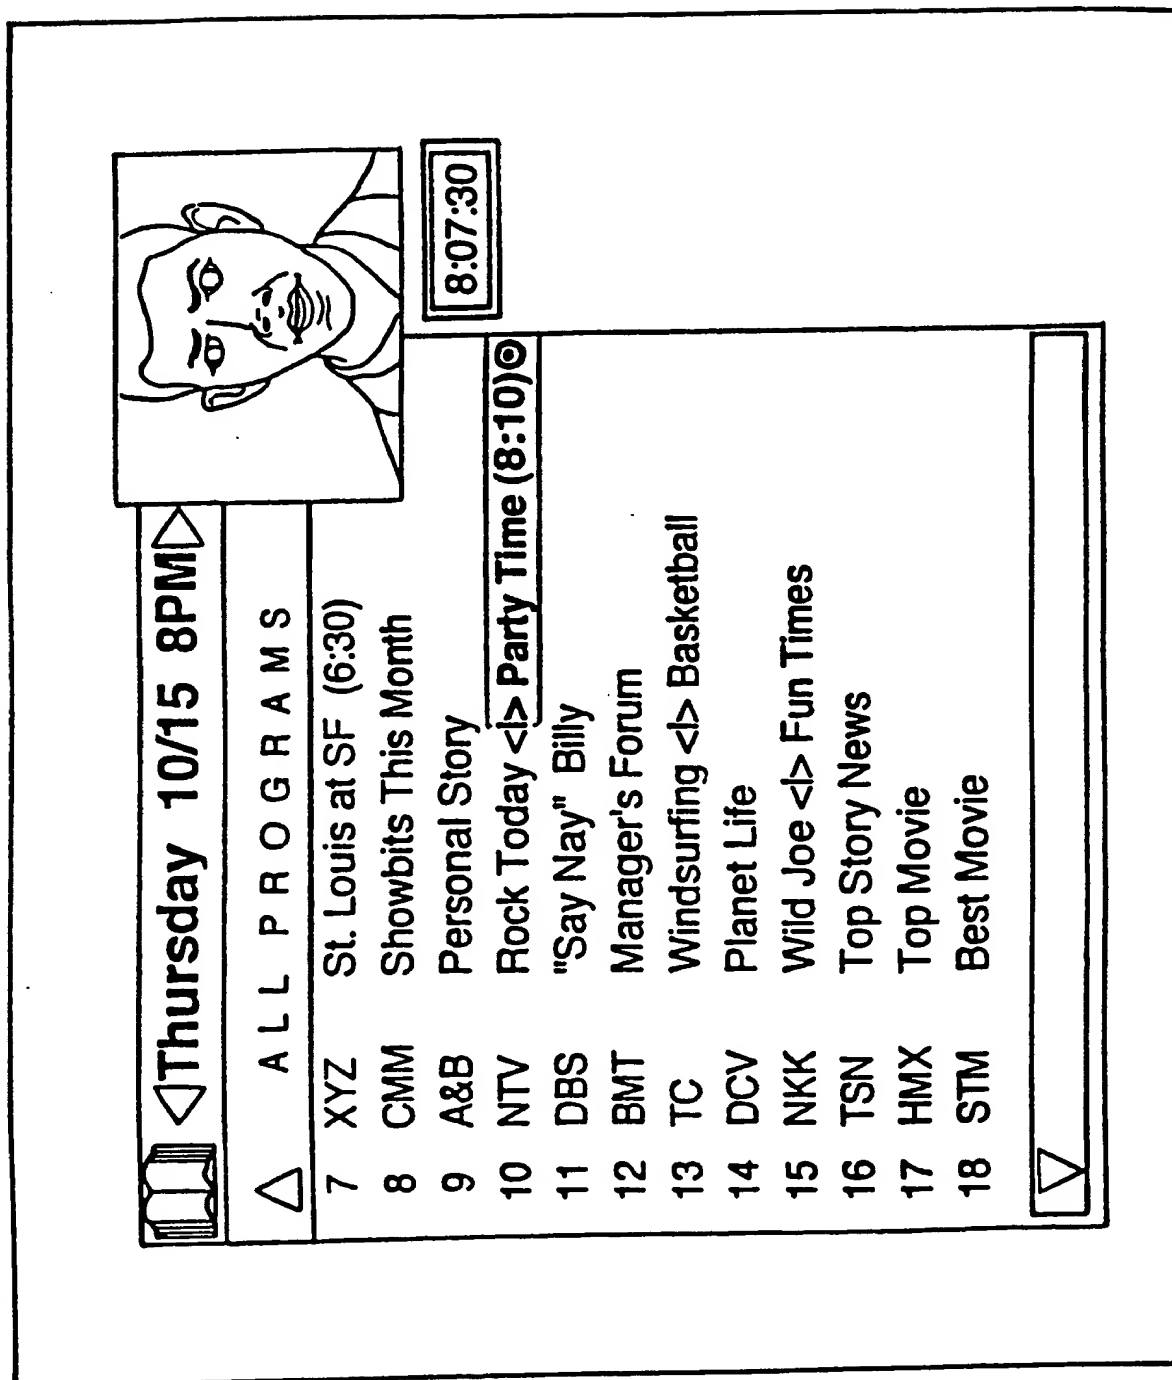 Thursday 10/15 8PM
ALL PROGRAMS
8:07:30
7 XYZ St. Louis at SF (6:30)
8 CMM Showbits This Month
9 A&B Personal Story
10 NTV Rock Today <I> Party Time (8:10)
11 DBS "Say Nay" Billy
12 BMT Manager's Forum
13 TC Windsurfing <I> Basketball
14 DCV Planet Life
15 NKK Wild Joe <I> Fun Times
16 TSN Top Story News
17 HMX Top Movie
18 STM Best Movie